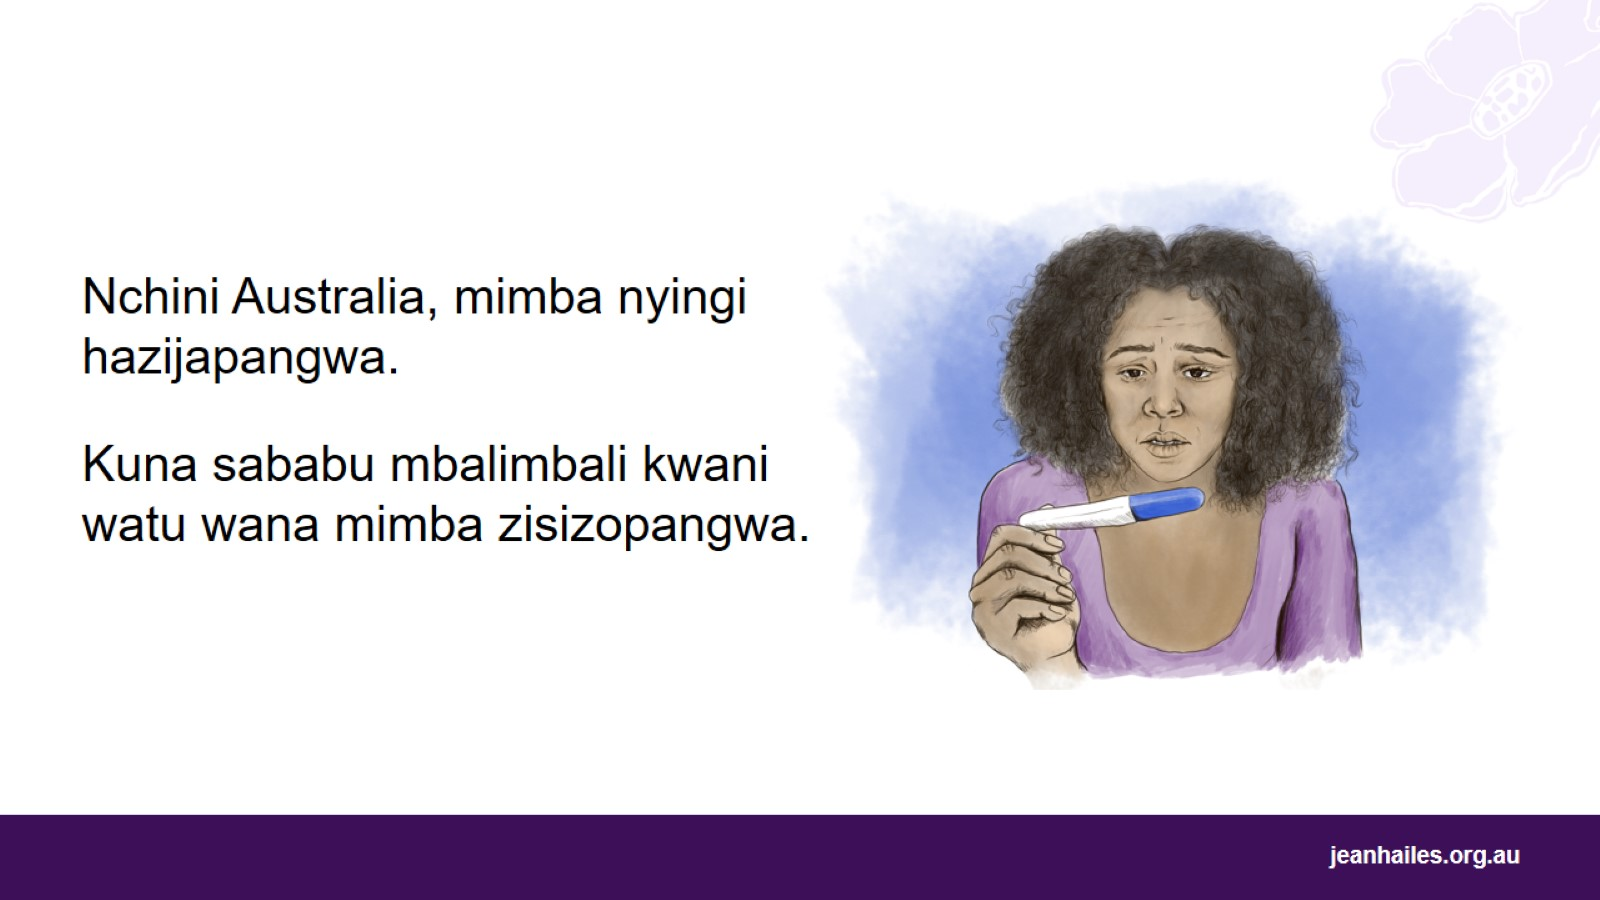 Nchini Australia, mimba nyingi
hazijapangwa.
Kuna sababu mbalimbali kwani
watu wana mimba zisizopangwa.
jeanhailes.org.au